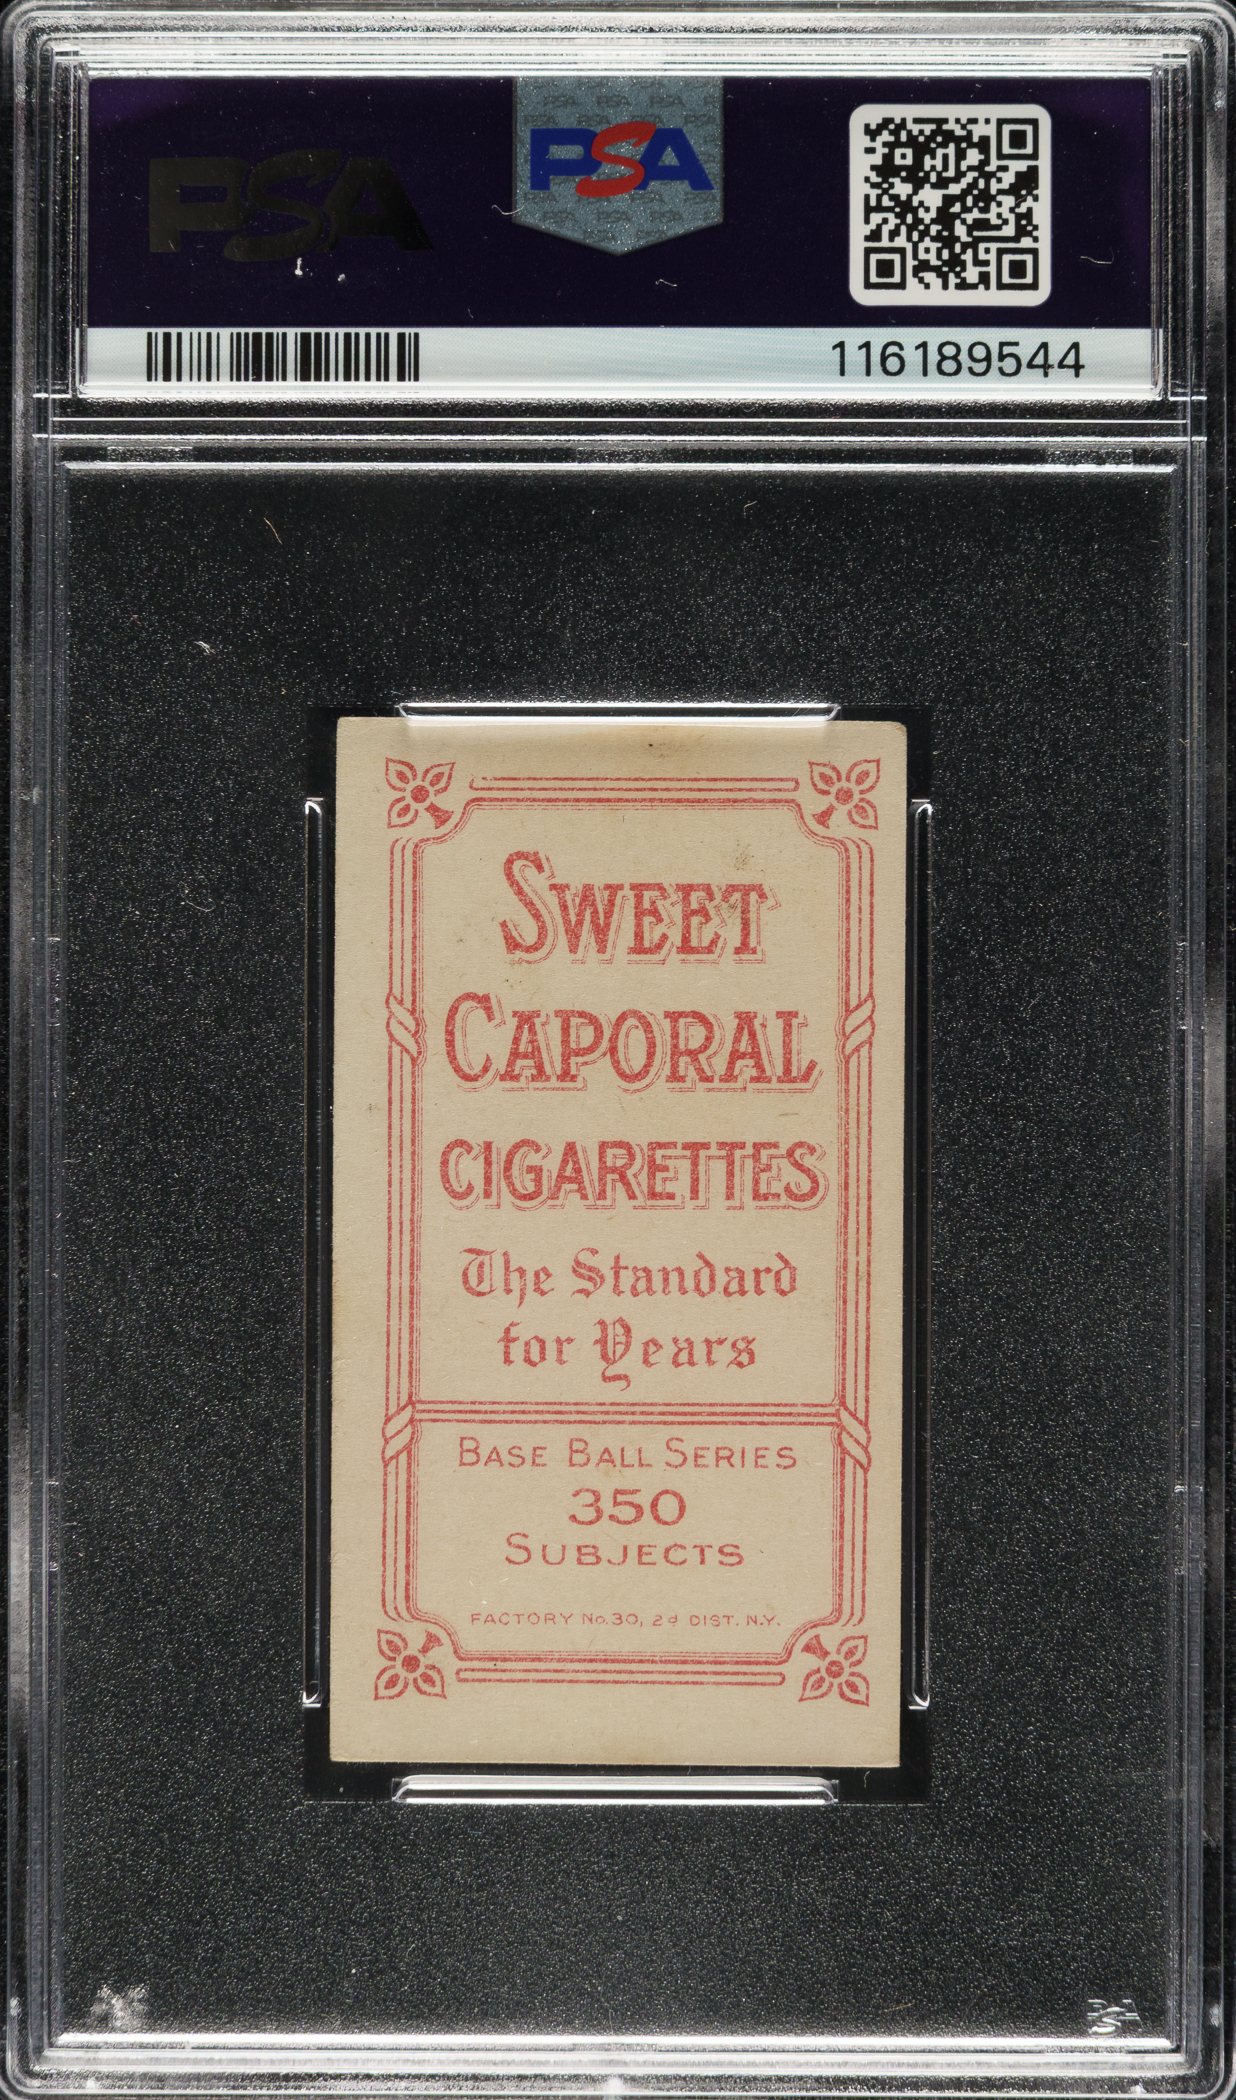 PSA
PSA
116189544
SWEET
CAPORAL
CIGARETTES
The Standard
for Years
BASE BALL SERIES
350
SUBJECTS
FACTORY No. 30, 2d DIST. N.Y.
PSA